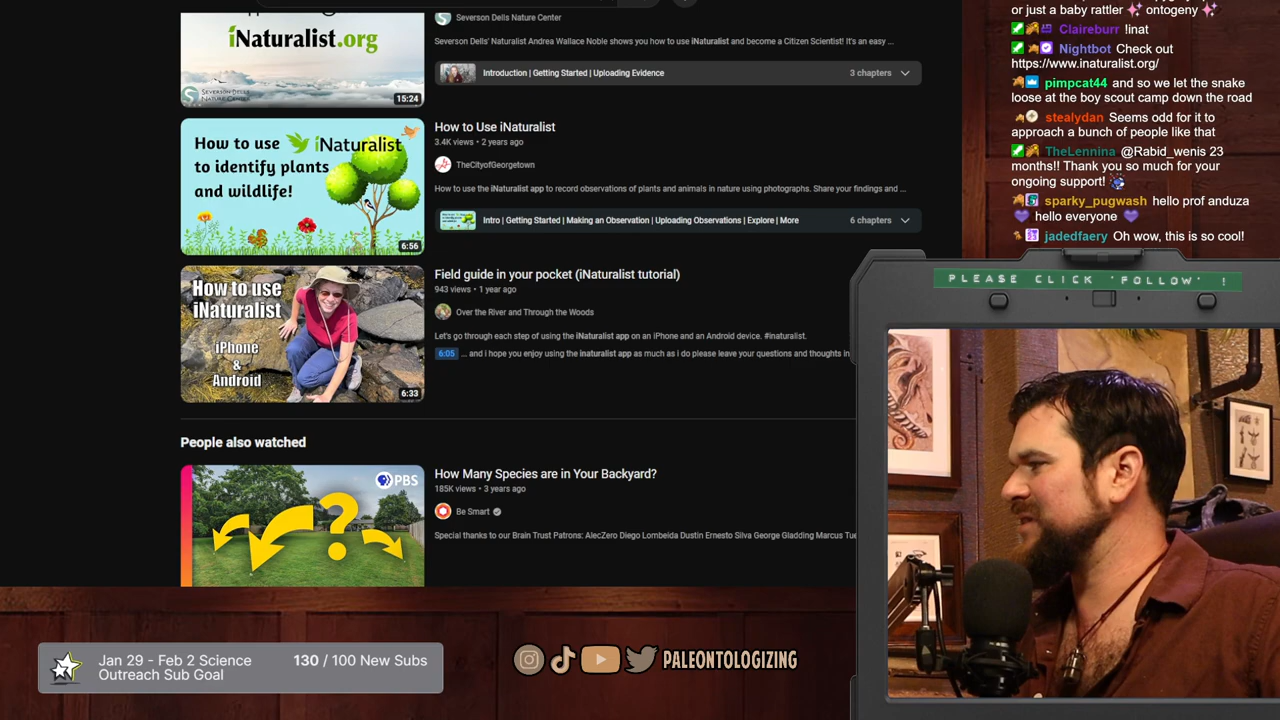 iNaturalist.org
SEVERSON DELLS
NATURE CENTER
15:24
Severson Dells Nature Center
Severson Dells' Naturalist Andrea Wallace Noble shows you how to use iNaturalist and become a Citizen Scientist! It's an easy ...
Introduction | Getting Started | Uploading Evidence
3 chapters
How to use iNaturalist
to identify plants
and wildlife!
6:56
How to Use iNaturalist
3.4K views • 2 years ago
TheCityofGeorgetown
How to use the iNaturalist app to record observations of plants and animals in nature using photographs. Share your findings and ...
Intro | Getting Started | Making an Observation | Uploading Observations | Explore | More
6 chapters
How to use
iNaturalist
iPhone
&
Android
6:33
Field guide in your pocket (iNaturalist tutorial)
943 views • 1 year ago
Over the River and Through the Woods
Let's go through each step of using the iNaturalist app on an iPhone and an Android device. #inaturalist.
6:05 ... and i hope you enjoy using the inaturalist app as much as I do please leave your questions and thoughts in
People also watched
PBS
?
How Many Species are in Your Backyard?
185K views • 3 years ago
Be Smart
Special thanks to our Brain Trust Patrons: AlecZero Diego Lombeida Dustin Ernesto Silva George Gladding Marcus Tue
or just a baby rattler ontogeny
Claireburr !inat
Nightbot Check out
https://www.inaturalist.org/
pimpcat44 and so we let the snake
loose at the boy scout camp down the road
stealydan Seems odd for it to
approach a bunch of people like that
TheLennina @Rabid_wenis 23
months!! Thank you so much for your
ongoing support!
sparky_pugwash hello prof anduza
hello everyone
jadedfaery Oh wow, this is so cool!
PLEASE CLICK 'FOLLOW' !
Jan 29 - Feb 2 Science
Outreach Sub Goal
130 / 100 New Subs
PALEONTOLOGIZING